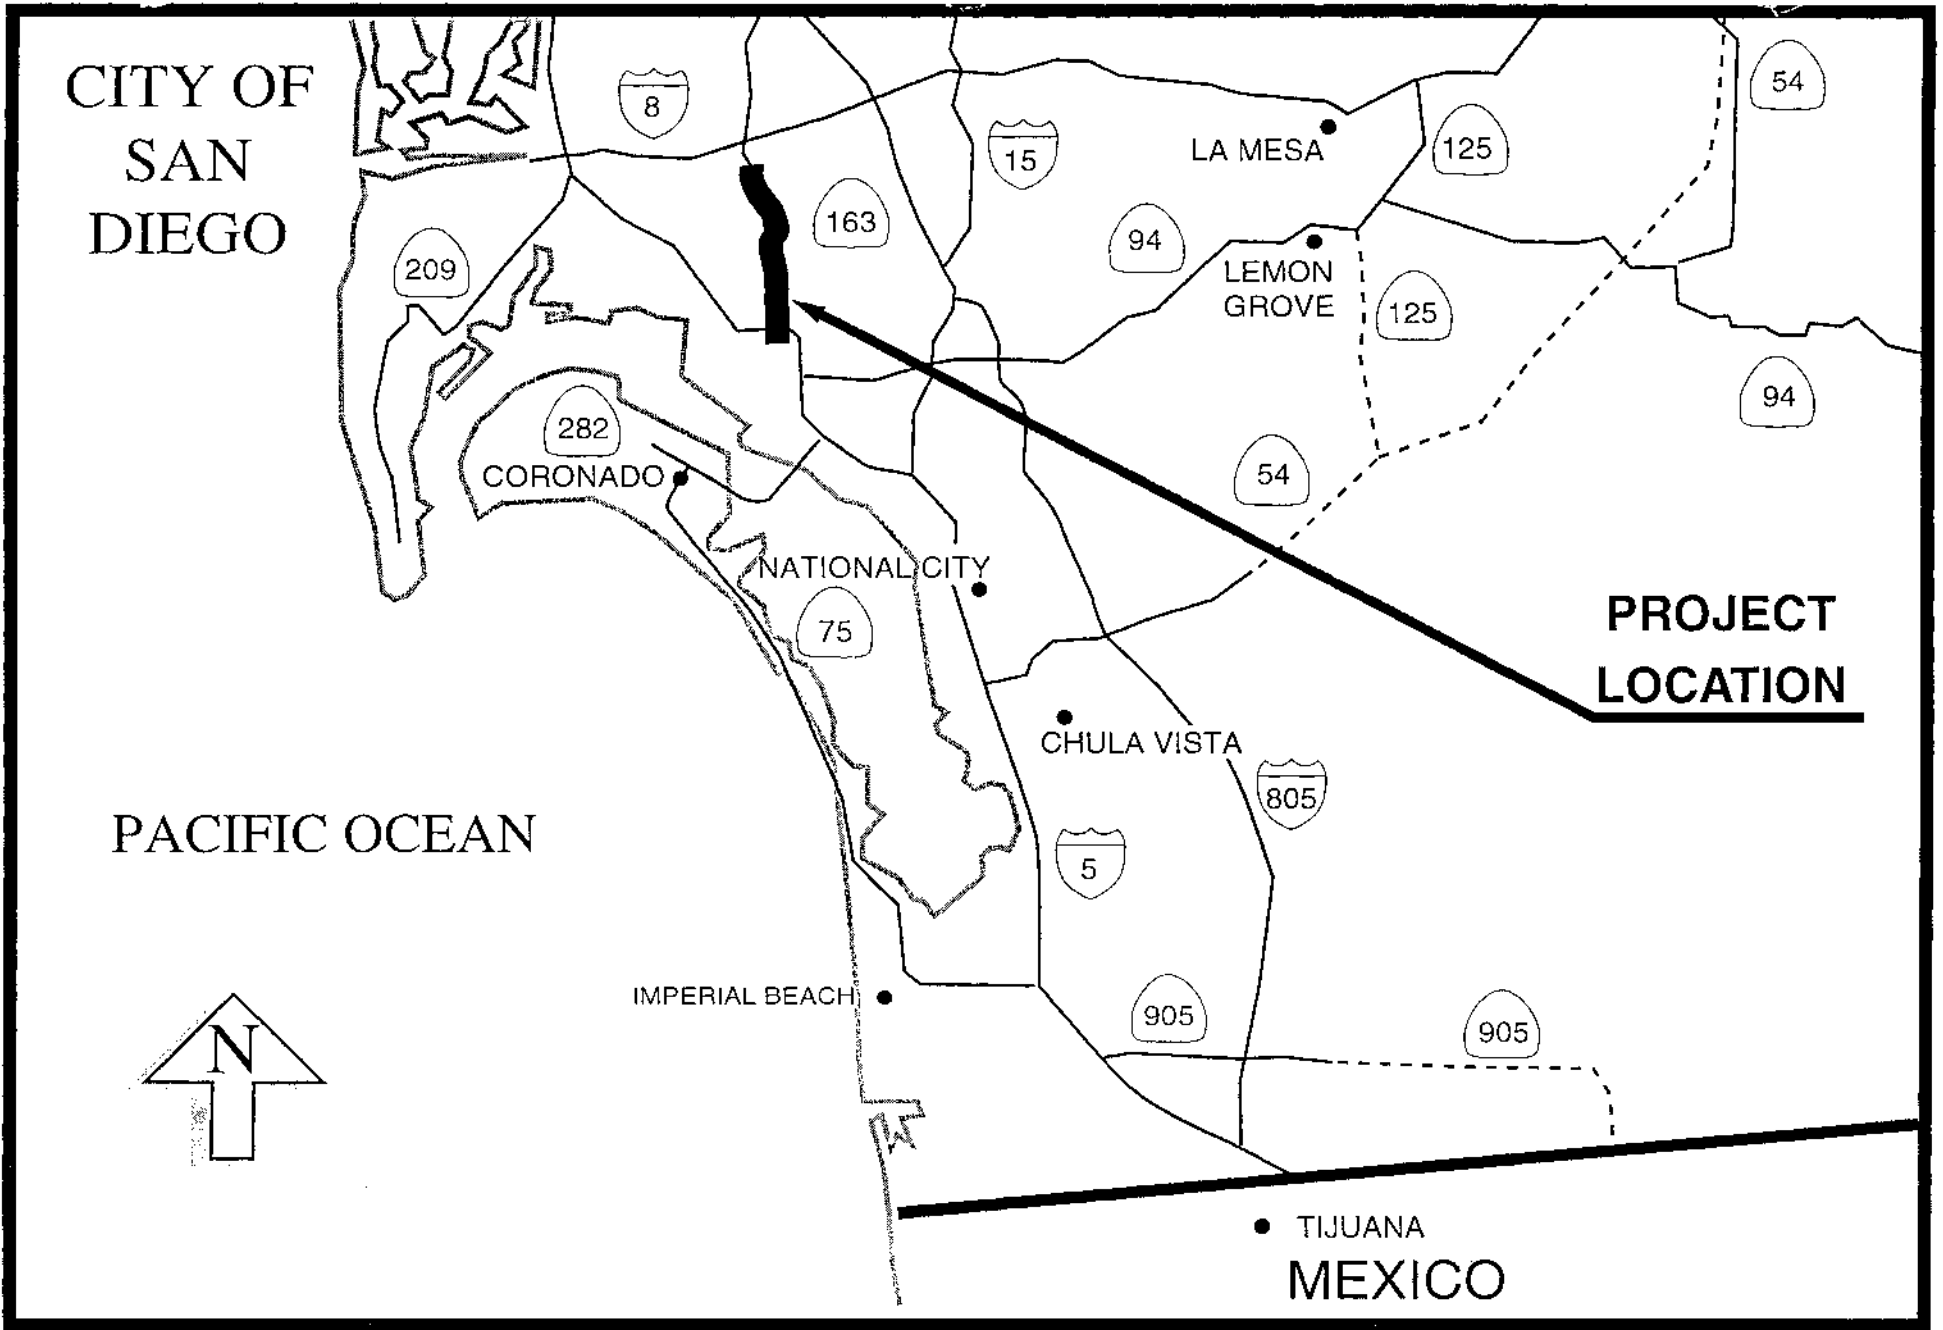 CITY OF
SAN
DIEGO
8
15
LA MESA
125
54
163
94
209
LEMON
GROVE
125
94
282
CORONADO
54
NATIONAL CITY
75
PROJECT
LOCATION
CHULA VISTA
805
5
PACIFIC OCEAN
IMPERIAL BEACH
905
905
N
TIJUANA
MEXICO